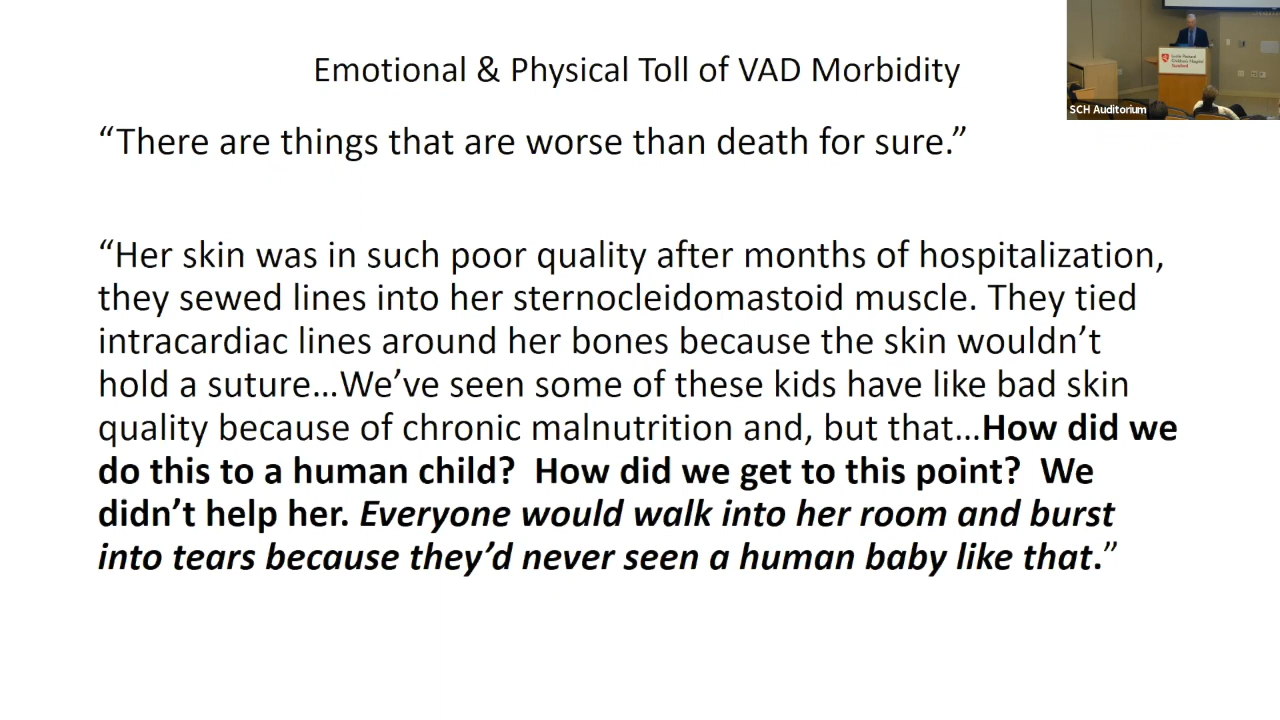 Emotional & Physical Toll of VAD Morbidity
“There are things that are worse than death for sure.”
“Her skin was in such poor quality after months of hospitalization,
they sewed lines into her sternocleidomastoid muscle. They tied
intracardiac lines around her bones because the skin wouldn’t
hold a suture…We’ve seen some of these kids have like bad skin
quality because of chronic malnutrition and, but that…How did we
do this to a human child?  How did we get to this point?  We
didn’t help her. Everyone would walk into her room and burst
into tears because they’d never seen a human baby like that.”
Children's Hospital
Stanford
SCH Auditorium